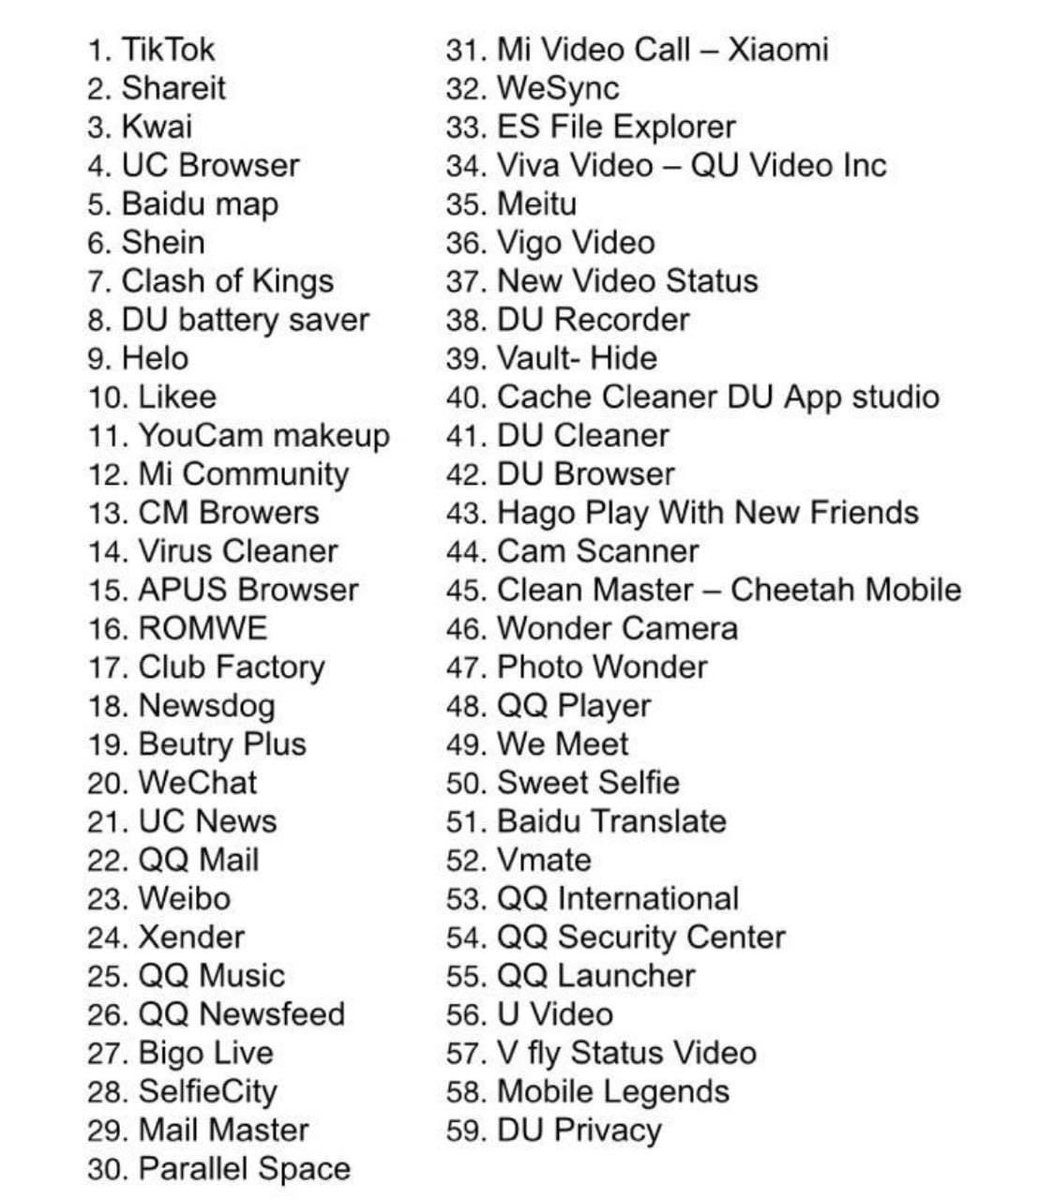 1. TikTok
2. Shareit
3. Kwai
4. UC Browser
5. Baidu map
6. Shein
7. Clash of Kings
8. DU battery saver
9. Helo
10. Likee
11. YouCam makeup
12. Mi Community
13. CM Browers
14. Virus Cleaner
15. APUS Browser
16. ROMWE
17. Club Factory
18. Newsdog
19. Beutry Plus
20. WeChat
21. UC News
22. QQ Mail
23. Weibo
24. Xender
25. QQ Music
26. QQ Newsfeed
27. Bigo Live
28. SelfieCity
29. Mail Master
30. Parallel Space
31. Mi Video Call – Xiaomi
32. WeSync
33. ES File Explorer
34. Viva Video – QU Video Inc
35. Meitu
36. Vigo Video
37. New Video Status
38. DU Recorder
39. Vault- Hide
40. Cache Cleaner DU App studio
41. DU Cleaner
42. DU Browser
43. Hago Play With New Friends
44. Cam Scanner
45. Clean Master – Cheetah Mobile
46. Wonder Camera
47. Photo Wonder
48. QQ Player
49. We Meet
50. Sweet Selfie
51. Baidu Translate
52. Vmate
53. QQ International
54. QQ Security Center
55. QQ Launcher
56. U Video
57. V fly Status Video
58. Mobile Legends
59. DU Privacy